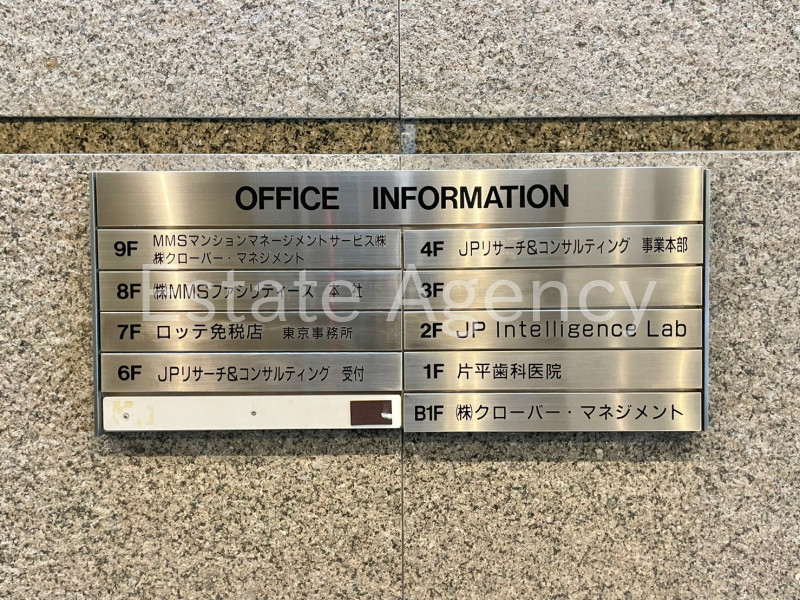 OFFICE INFORMATION
9F MMSマンションマネージメントサービス㈱
㈱クローバー・マネジメント
8F ㈱MMSファシリティーズ 本社
7F ロッテ免税店 東京事務所
6F JPリサーチ&コンサルティング 受付
4F JPリサーチ&コンサルティング 事業本部
3F
2F JP Intelligence Lab
1F 片平歯科医院
B1F ㈱クローバー・マネジメント
Estate Agency